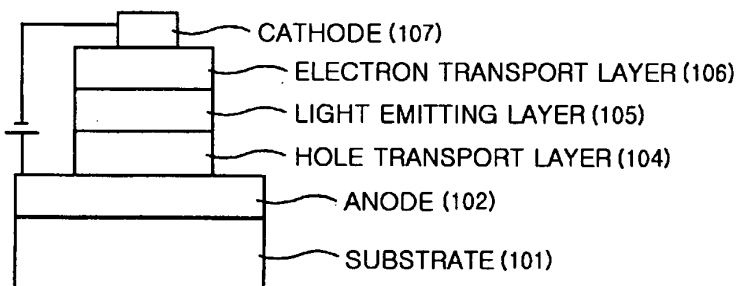 CATHODE (107)
ELECTRON TRANSPORT LAYER (106)
LIGHT EMITTING LAYER (105)
HOLE TRANSPORT LAYER (104)
ANODE (102)
SUBSTRATE (101)